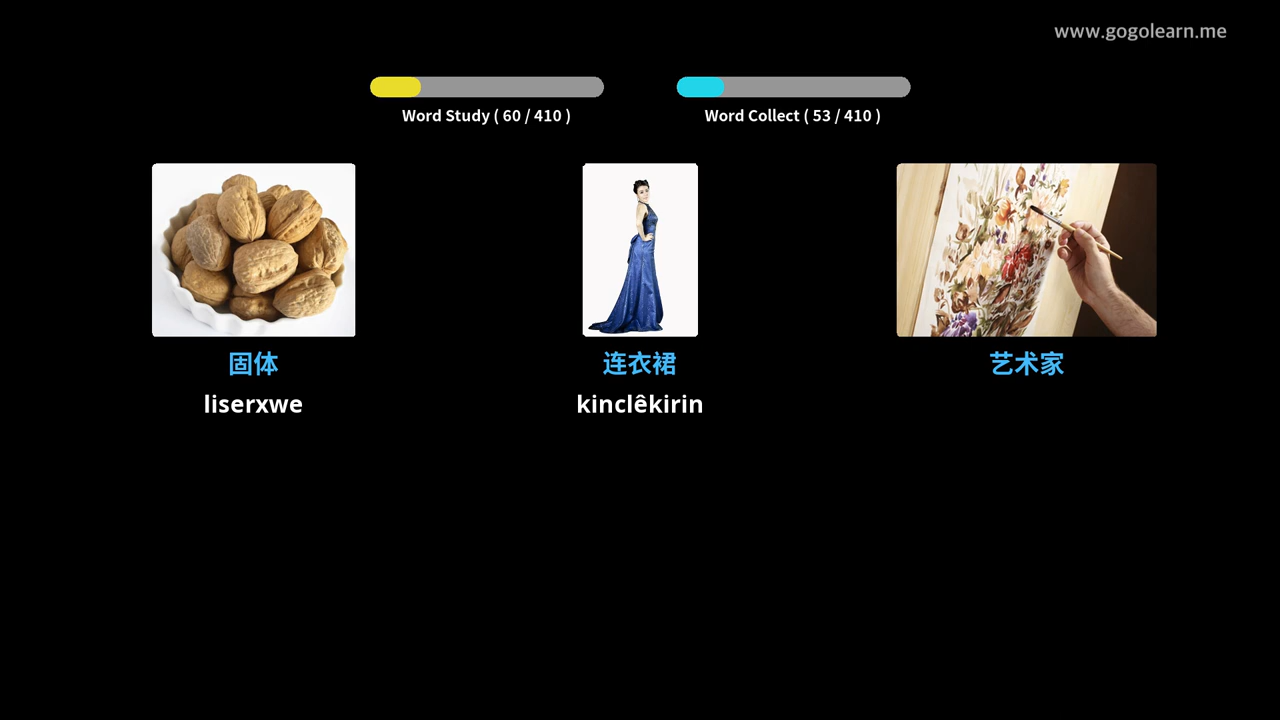 www.gogolearn.me
Word Study ( 60 / 410 )
Word Collect ( 53 / 410 )
固体
连衣裙
艺术家
liserxwe
kinclêkirin